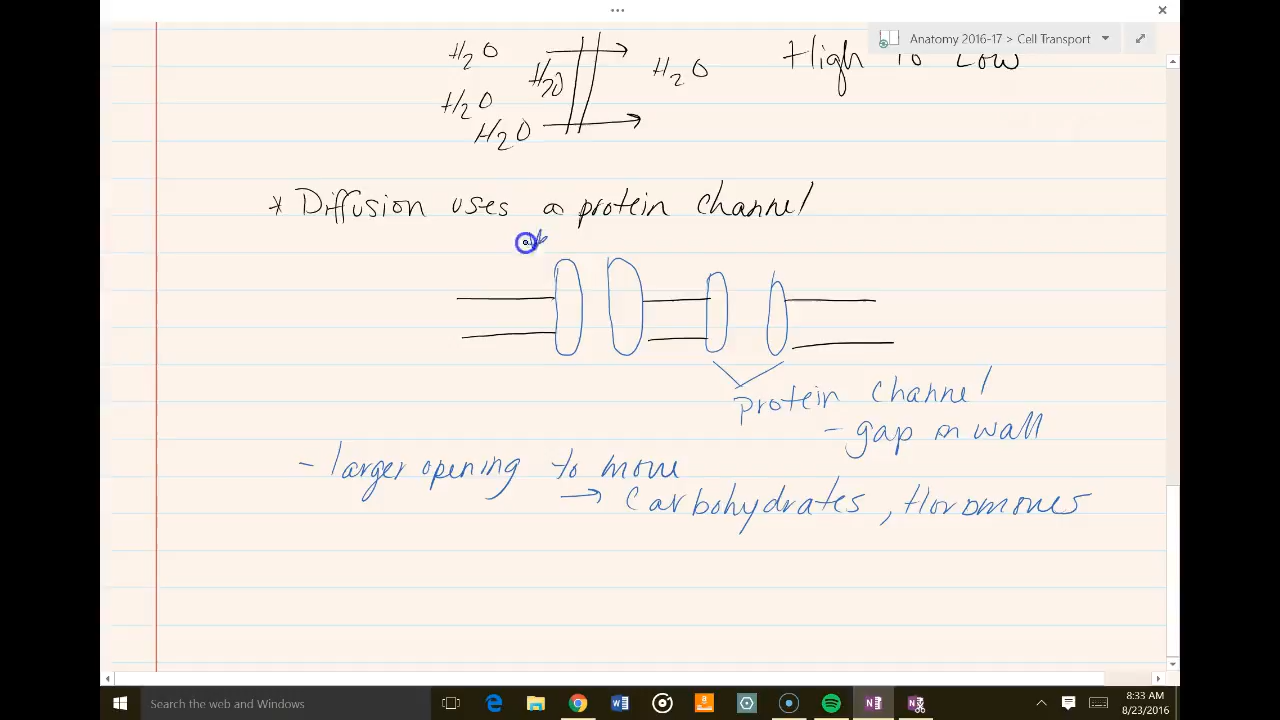 Anatomy 2016-17 > Cell Transport
H2O
High to Low
H2O
H2O
H2O
H2O
* Diffusion uses a protein channel
protein channel
- gap in wall
- larger opening to move
→ Carbohydrates, Horomones
Search the web and Windows
8:33 AM
8/23/2016